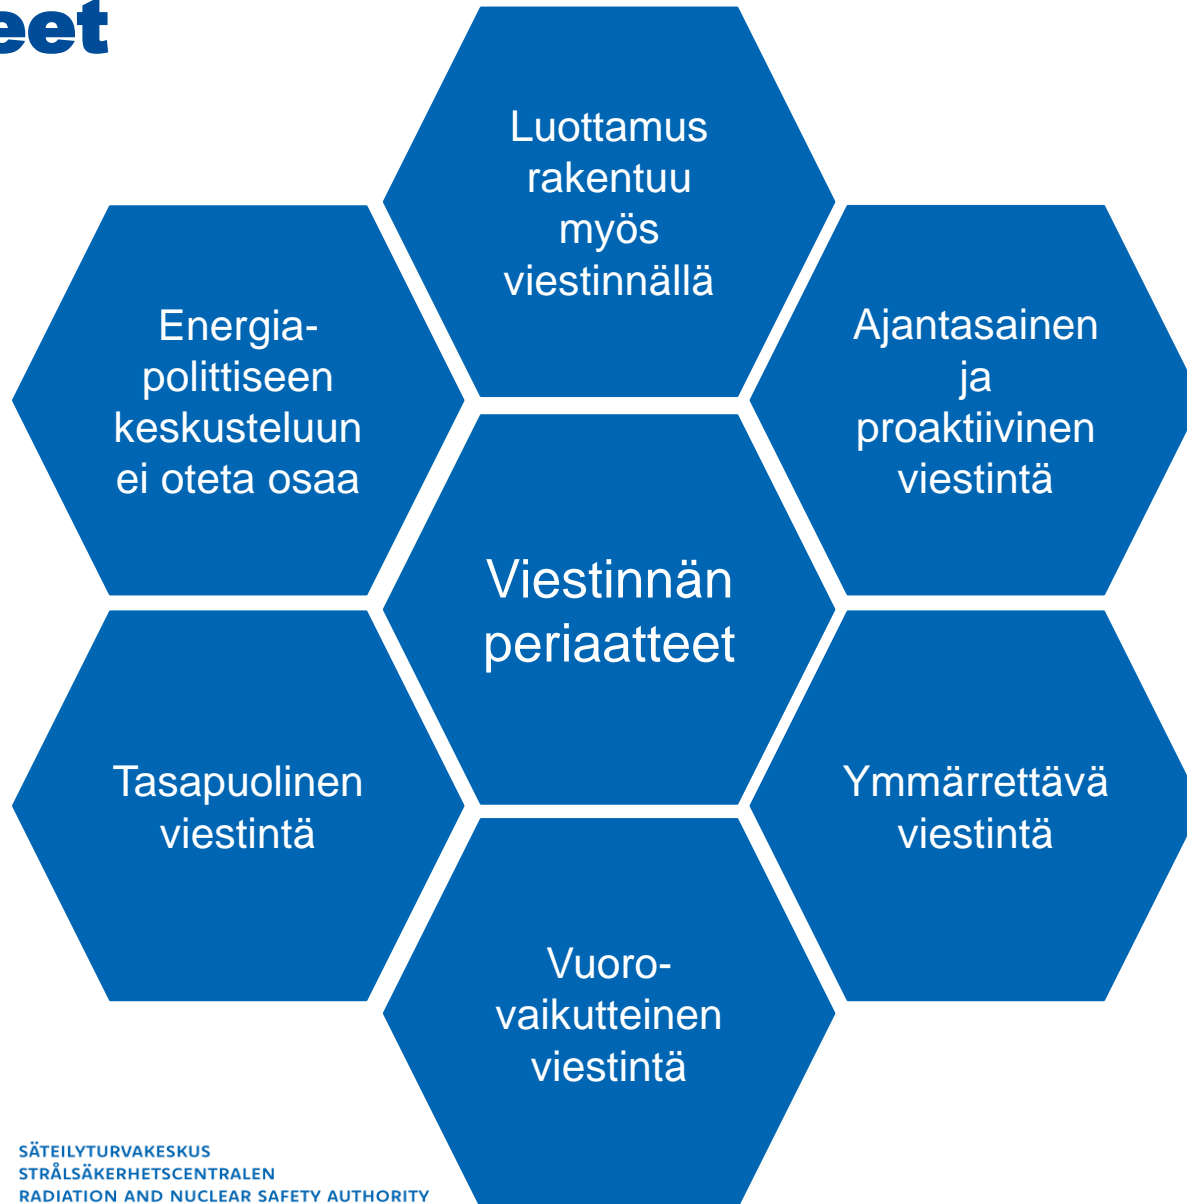 eet
Luottamus
rakentuu
myös
viestinnällä
Energia-
polittiseen
keskusteluun
ei oteta osaa
Ajantasainen
ja
proaktiivinen
viestintä
Viestinnän
periaatteet
Tasapuolinen
viestintä
Ymmärrettävä
viestintä
Vuoro-
vaikutteinen
viestintä
SÄTEILYTURVAKESKUS
STRÅLSÄKERHETSCENTRALEN
RADIATION AND NUCLEAR SAFETY AUTHORITY